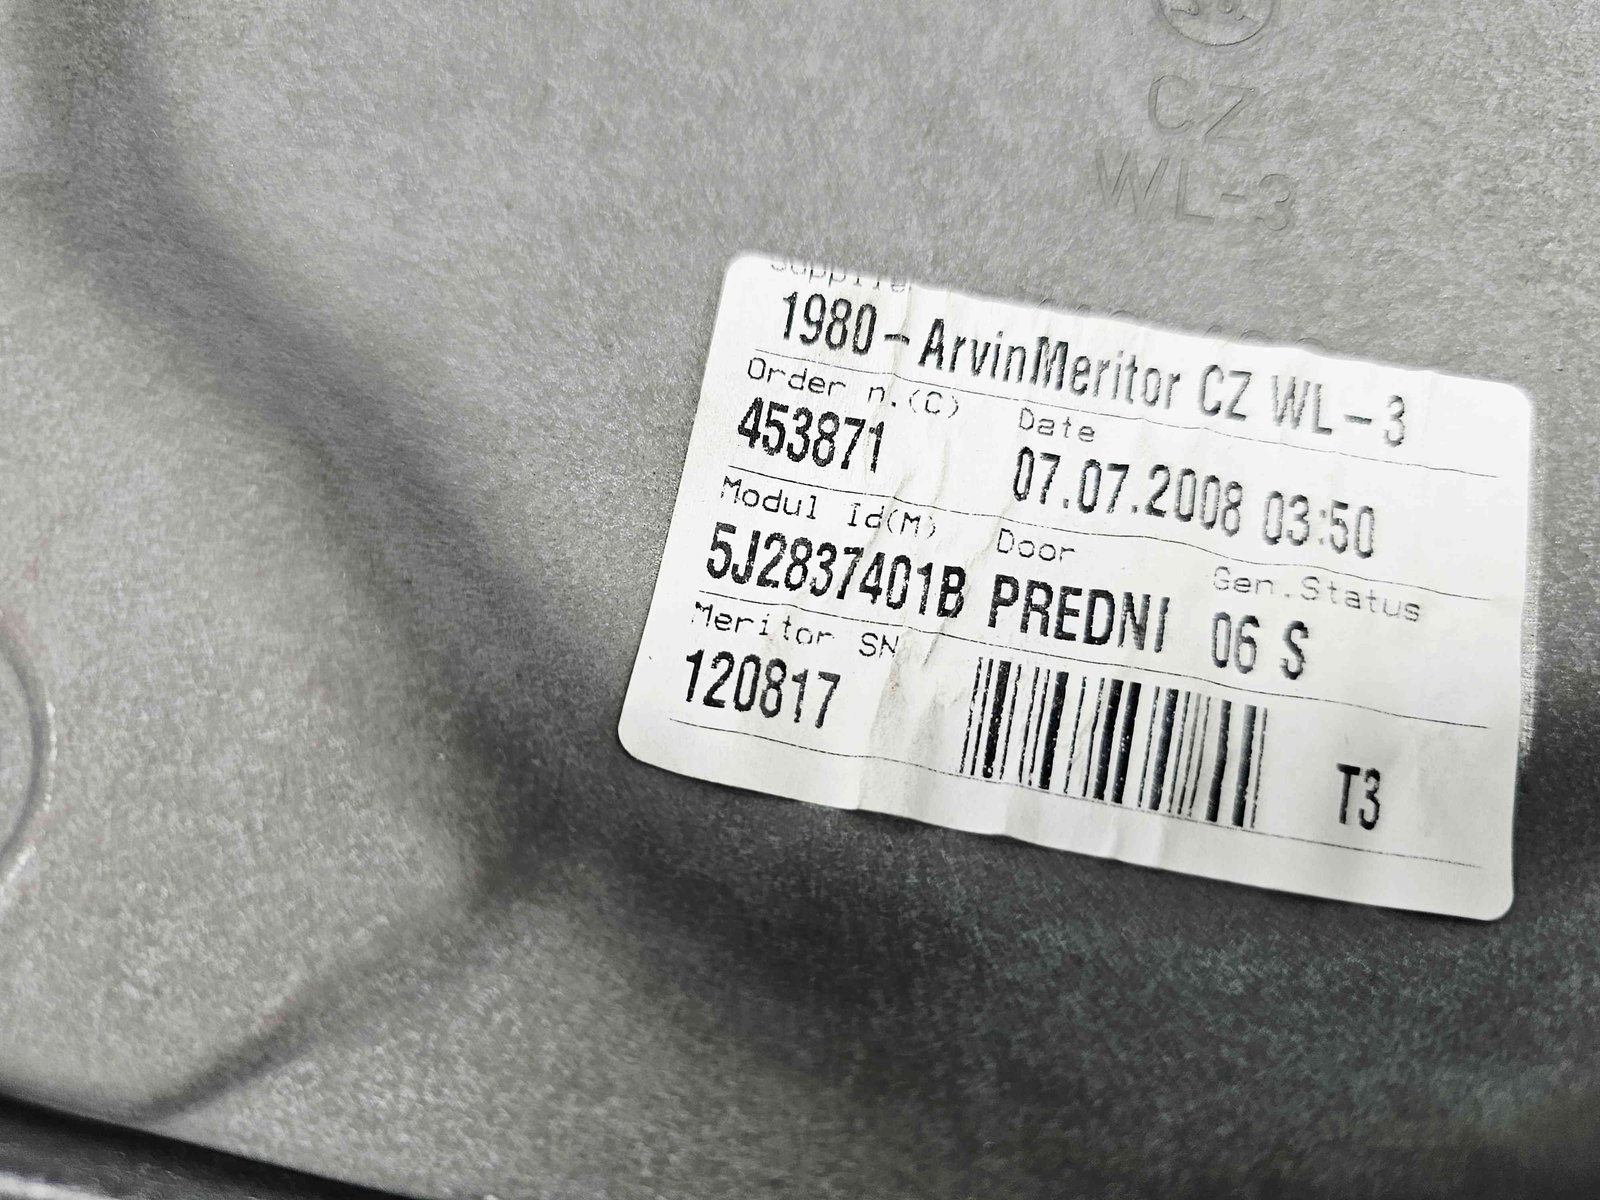 CZ
WL-3
Supplier
1980-ArvinMeritor CZ WL-3
Order n.(C) Date
453871 07.07.2008 03:50
Modul Id(M) Door Gen.Status
5J2837401B PREDNI 06 S
Meritor SN
120817
T3